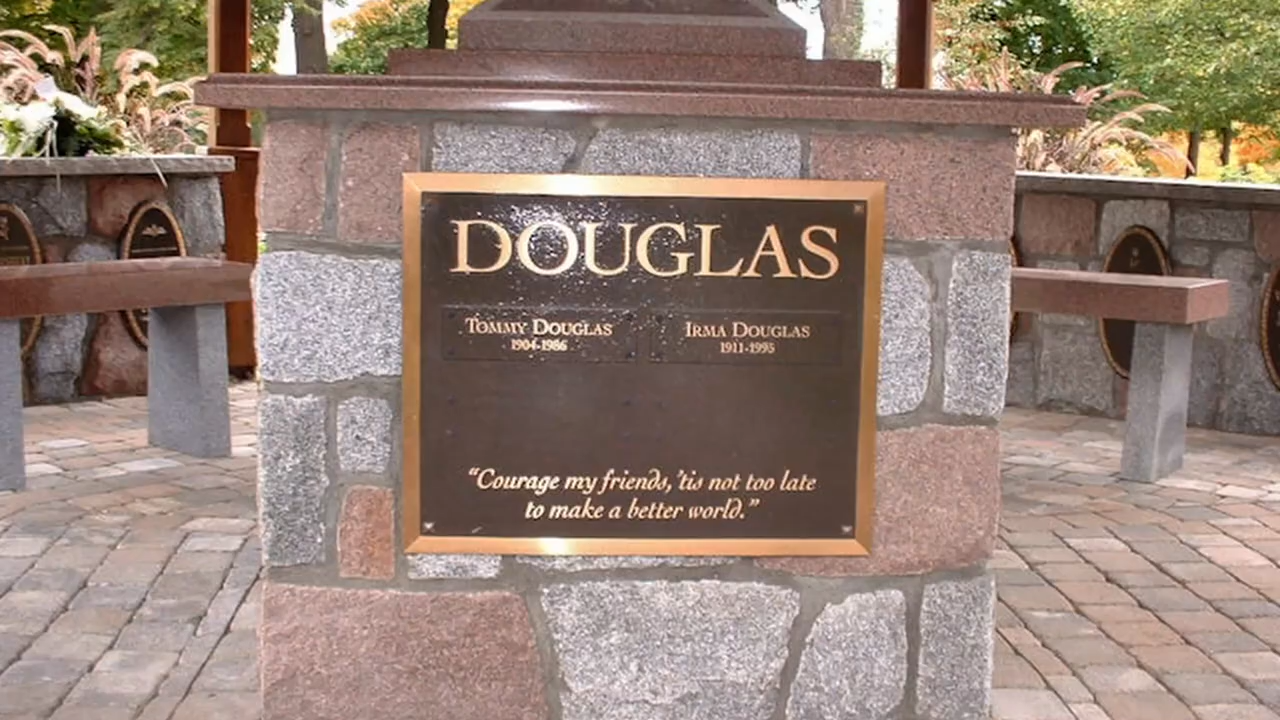 DOUGLAS
TOMMY DOUGLAS
1904-1986
IRMA DOUGLAS
1911-1995
“Courage my friends, ’tis not too late
to make a better world.”